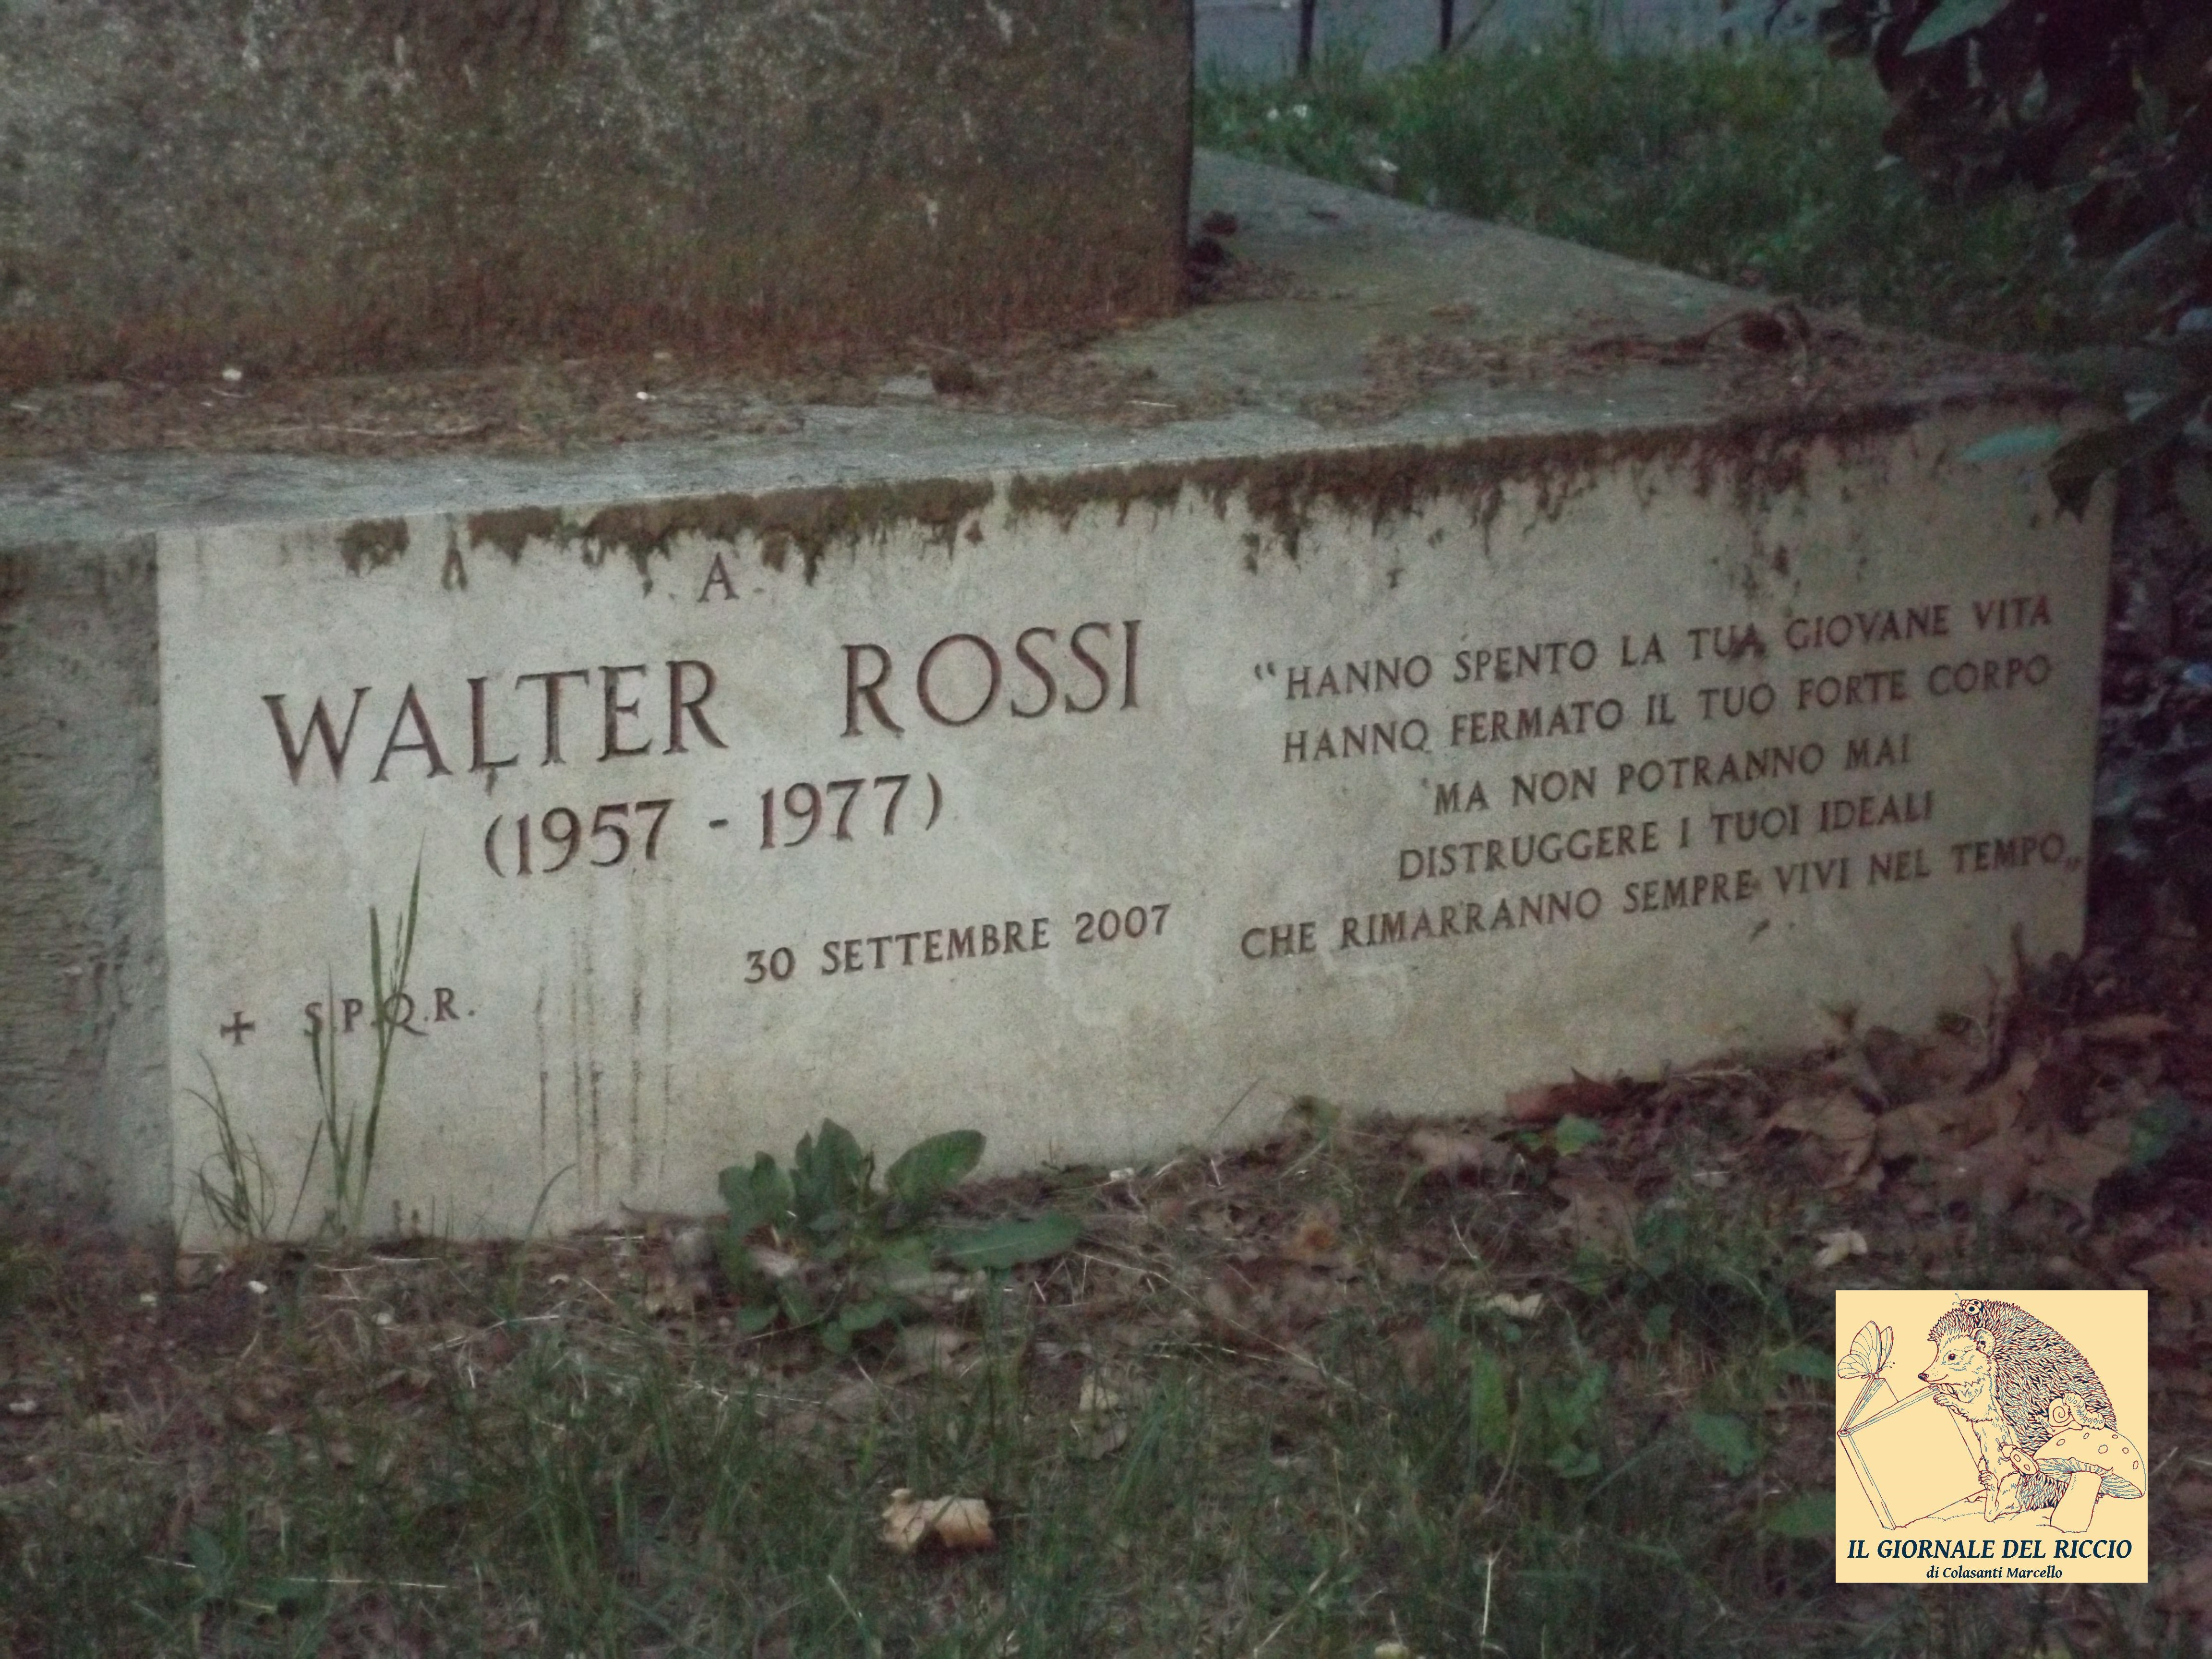 A
WALTER ROSSI
(1957 - 1977)
30 SETTEMBRE 2007
+ S.P.Q.R.
“HANNO SPENTO LA TUA GIOVANE VITA
HANNO FERMATO IL TUO FORTE CORPO
MA NON POTRANNO MAI
DISTRUGGERE I TUOI IDEALI
CHE RIMARRANNO SEMPRE VIVI NEL TEMPO„
IL GIORNALE DEL RICCIO
di Colasanti Marcello